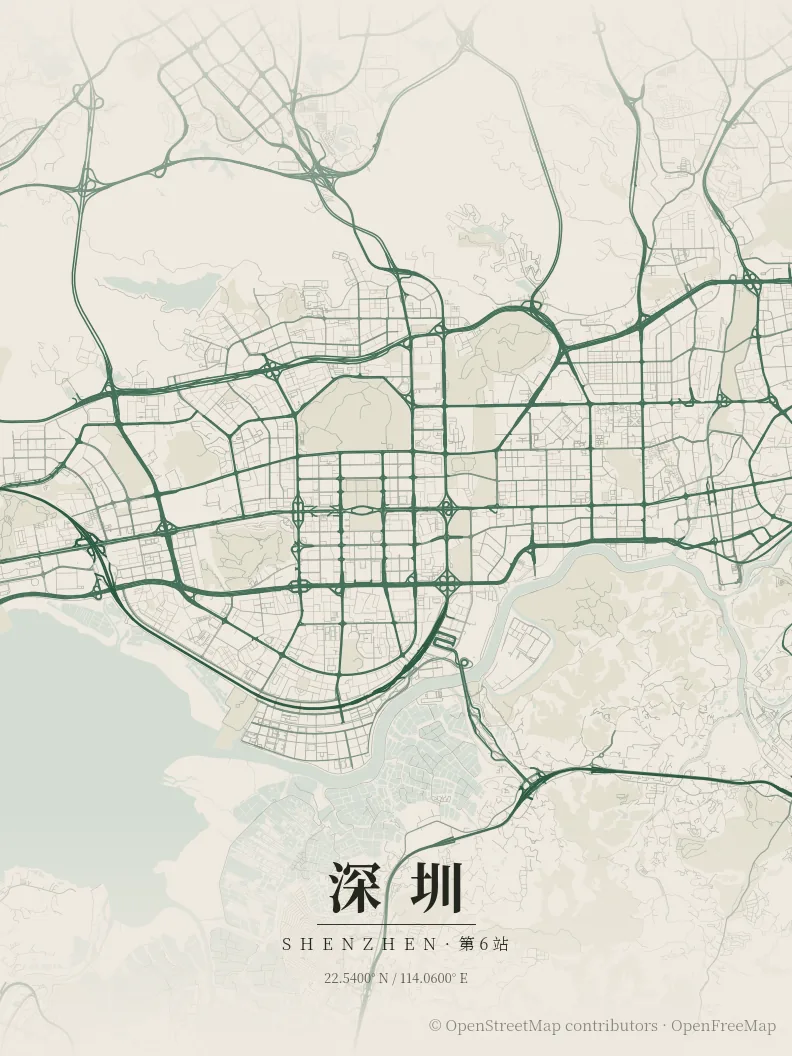 深圳
SHENZHEN · 第6站
22.5400° N / 114.0600° E
© OpenStreetMap contributors · OpenFreeMap